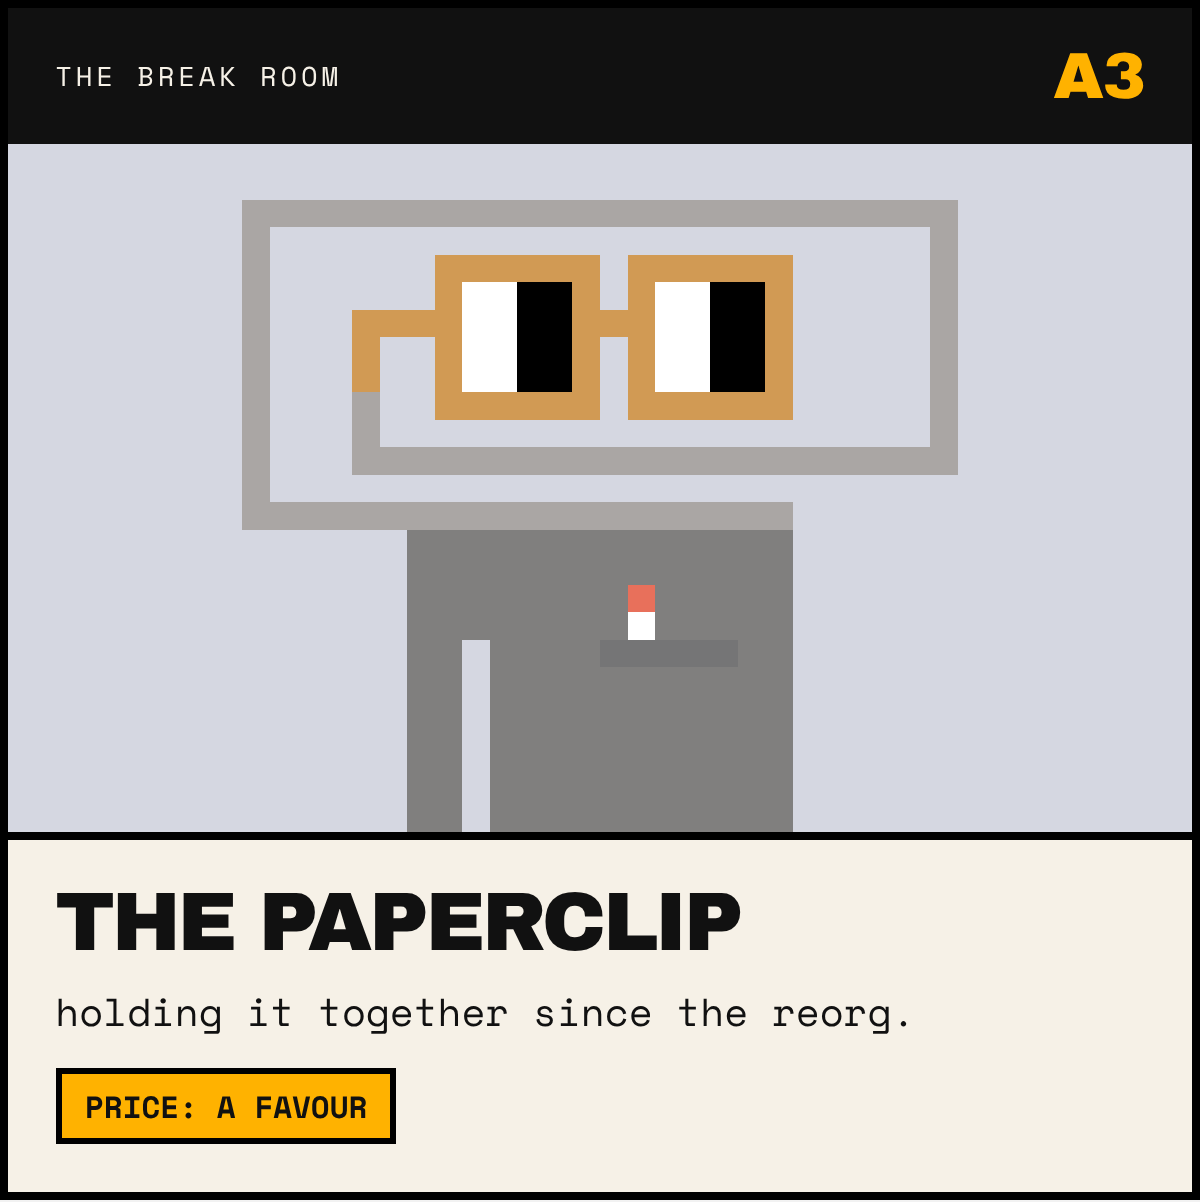 THE BREAK ROOM
A3
THE PAPERCLIP
holding it together since the reorg.
PRICE: A FAVOUR